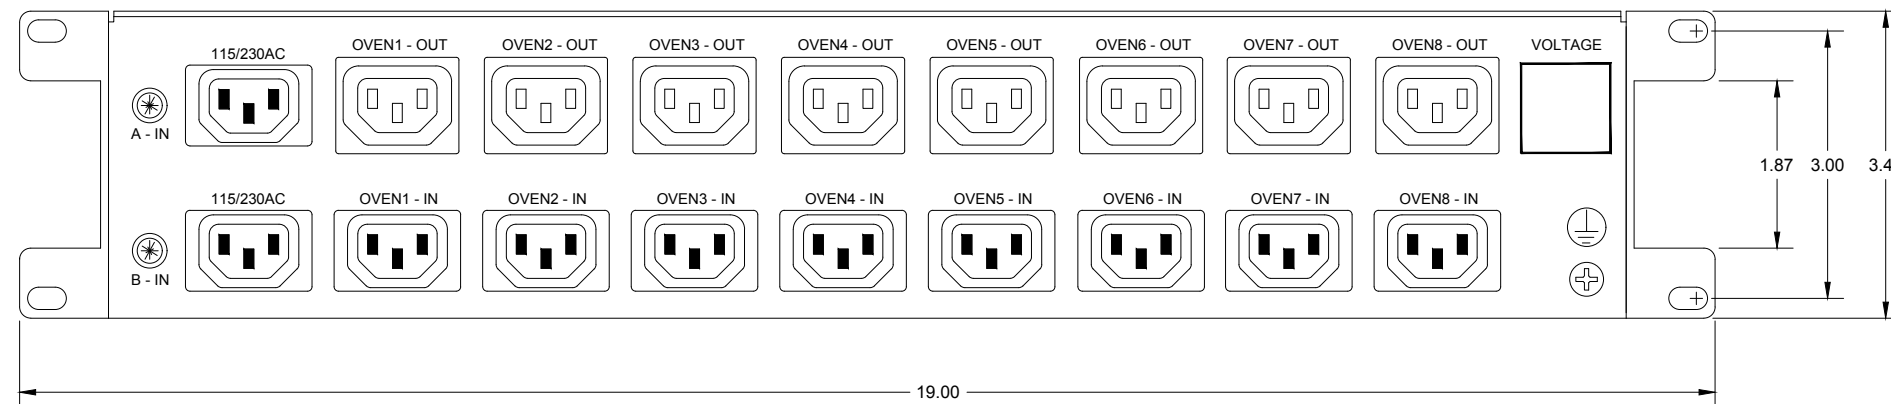 115/230AC OVEN1 - OUT OVEN2 - OUT OVEN3 - OUT OVEN4 - OUT OVEN5 - OUT OVEN6 - OUT OVEN7 - OUT OVEN8 - OUT VOLTAGE
A - IN
1.87 3.00 3.4
115/230AC OVEN1 - IN OVEN2 - IN OVEN3 - IN OVEN4 - IN OVEN5 - IN OVEN6 - IN OVEN7 - IN OVEN8 - IN
B - IN
19.00